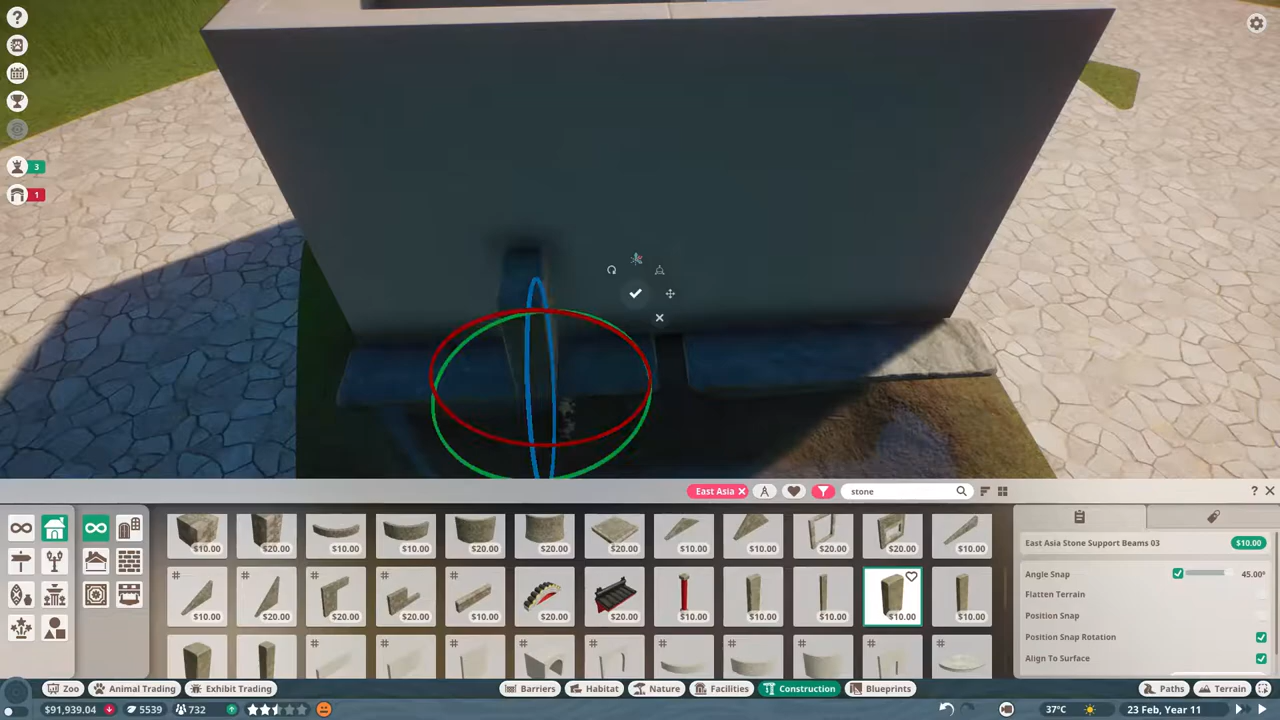 ?
3
1
East Asia ×
stone
? ×
$10.00 $20.00 $10.00 $10.00 $20.00 $20.00 $20.00 $10.00 $10.00 $20.00 $20.00 $10.00
East Asia Stone Support Beams 03 $10.00
Angle Snap 45.00°
Flatten Terrain
Position Snap
Position Snap Rotation
Align To Surface
# # # # #
$10.00 $20.00 $20.00 $20.00 $10.00 $20.00 $20.00 $10.00 $10.00 $10.00 $10.00 $10.00
# # # # # # # # # #
Zoo Animal Trading Exhibit Trading Barriers Habitat Nature Facilities Construction Blueprints Paths Terrain
$91,939.04 5539 732 37°C 23 Feb, Year 11